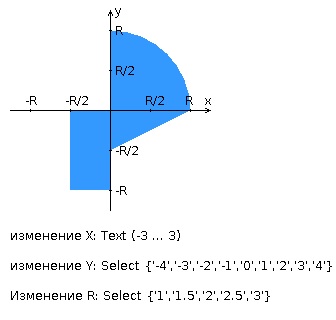 y
R
R/2
-R -R/2 R/2 R x
-R/2
-R
изменение X: Text (-3 ... 3)
изменение Y: Select {'-4','-3','-2','-1','0','1','2','3','4'}
Изменение R: Select {'1','1.5','2','2.5','3'}